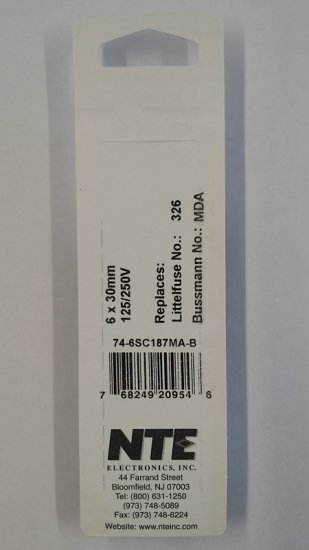 6 x 30mm
125/250V
Replaces:
Littelfuse No.: 326
Bussmann No.: MDA
74-6SC187MA-B
7 68249 20954 6
NTE
ELECTRONICS, INC.
44 Farrand Street
Bloomfield, NJ 07003
Tel: (800) 631-1250
(973) 748-5089
Fax: (973) 748-6224
Website: www.nteinc.com